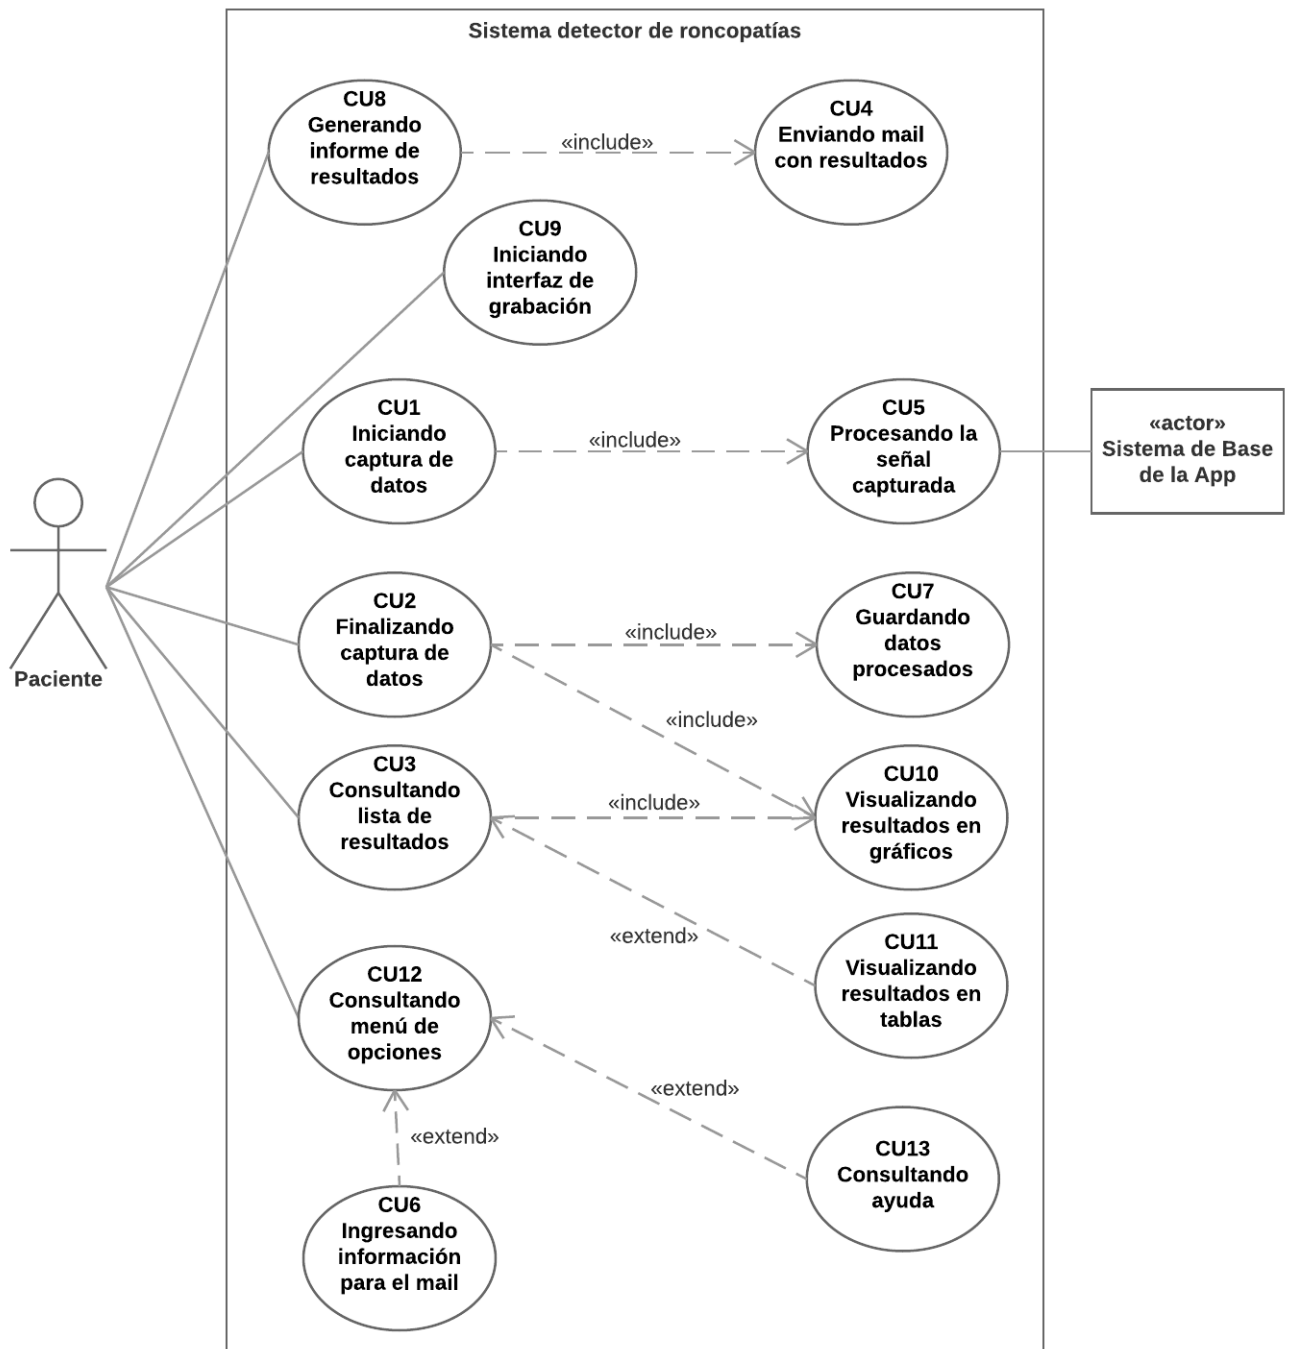 Sistema detector de roncopatías
CU8
Generando
informe de
resultados
«include»
CU4
Enviando mail
con resultados
CU9
Iniciando
interfaz de
grabación
CU1
Iniciando
captura de
datos
«include»
CU5
Procesando la
señal
capturada
«actor»
Sistema de Base
de la App
Paciente
CU2
Finalizando
captura de
datos
«include»
CU7
Guardando
datos
procesados
«include»
CU3
Consultando
lista de
resultados
«include»
CU10
Visualizando
resultados en
gráficos
«extend»
CU11
Visualizando
resultados en
tablas
CU12
Consultando
menú de
opciones
«extend»
CU13
Consultando
ayuda
«extend»
CU6
Ingresando
información
para el mail